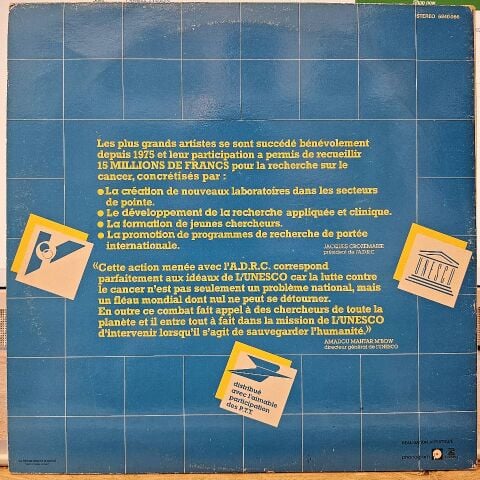 STEREO 6846066
Les plus grands artistes se sont succédé bénévolement
depuis 1975 et leur participation a permis de recueillir
15 MILLIONS DE FRANCS pour la recherche sur le
cancer, concrétisés par :
● La création de nouveaux laboratoires dans les secteurs
de pointe.
● Le développement de la recherche appliquée et clinique.
● La formation de jeunes chercheurs.
● La promotion de programmes de recherche de portée
internationale.
JACQUES CROZEMARIE
président de l'A.D.R.C.
UNESCO
«Cette action menée avec l'A.D.R.C. correspond
parfaitement aux idéaux de L'UNESCO car la lutte contre
le cancer n'est pas seulement un problème national, mais
un fléau mondial dont nul ne peut se détourner.
En outre ce combat fait appel à des chercheurs de toute la
planète et il entre tout à fait dans la mission de L'UNESCO
d'intervenir lorsqu'il s'agit de sauvegarder l'humanité.»
AMADOU MAHTAR M'BOW
directeur général de l'UNESCO
distribué
avec l'aimable
participation
des P.T.T.
phonogram